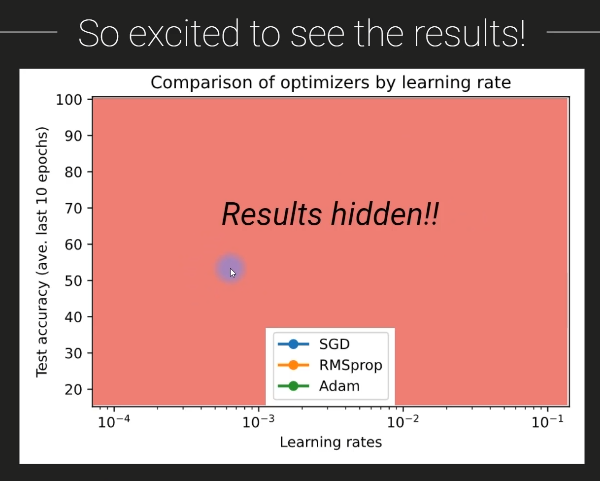 So excited to see the results!
Comparison of optimizers by learning rate
Test accuracy (ave. last 10 epochs)
100
90
80
70
60
50
40
30
20
Results hidden!!
SGD
RMSprop
Adam
10⁻⁴ 10⁻³ 10⁻² 10⁻¹
Learning rates